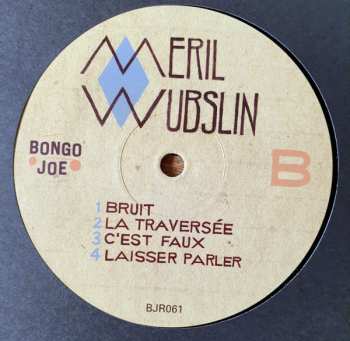 MERIL
WUBSLIN
BONGO
JOE
B
1 BRUIT
2 LA TRAVERSÉE
3 C'EST FAUX
4 LAISSER PARLER
BJR061